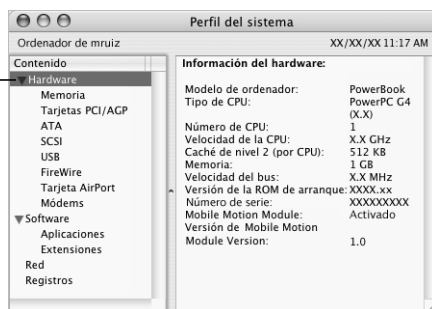 Perfil del sistema
Ordenador de mruiz XX/XX/XX 11:17 AM
Contenido
Hardware
Memoria
Tarjetas PCI/AGP
ATA
SCSI
USB
FireWire
Tarjeta AirPort
Módems
Software
Aplicaciones
Extensiones
Red
Registros
Información del hardware:
Modelo de ordenador: PowerBook
Tipo de CPU: PowerPC G4
(X.X)
Número de CPU: 1
Velocidad de la CPU: X.X GHz
Caché de nivel 2 (por CPU): 512 KB
Memoria: 1 GB
Velocidad del bus: X.X MHz
Versión de la ROM de arranque: XXXX.xx
Número de serie: XXXXXXXXX
Mobile Motion Module: Activado
Versión de Mobile Motion
Module Version: 1.0